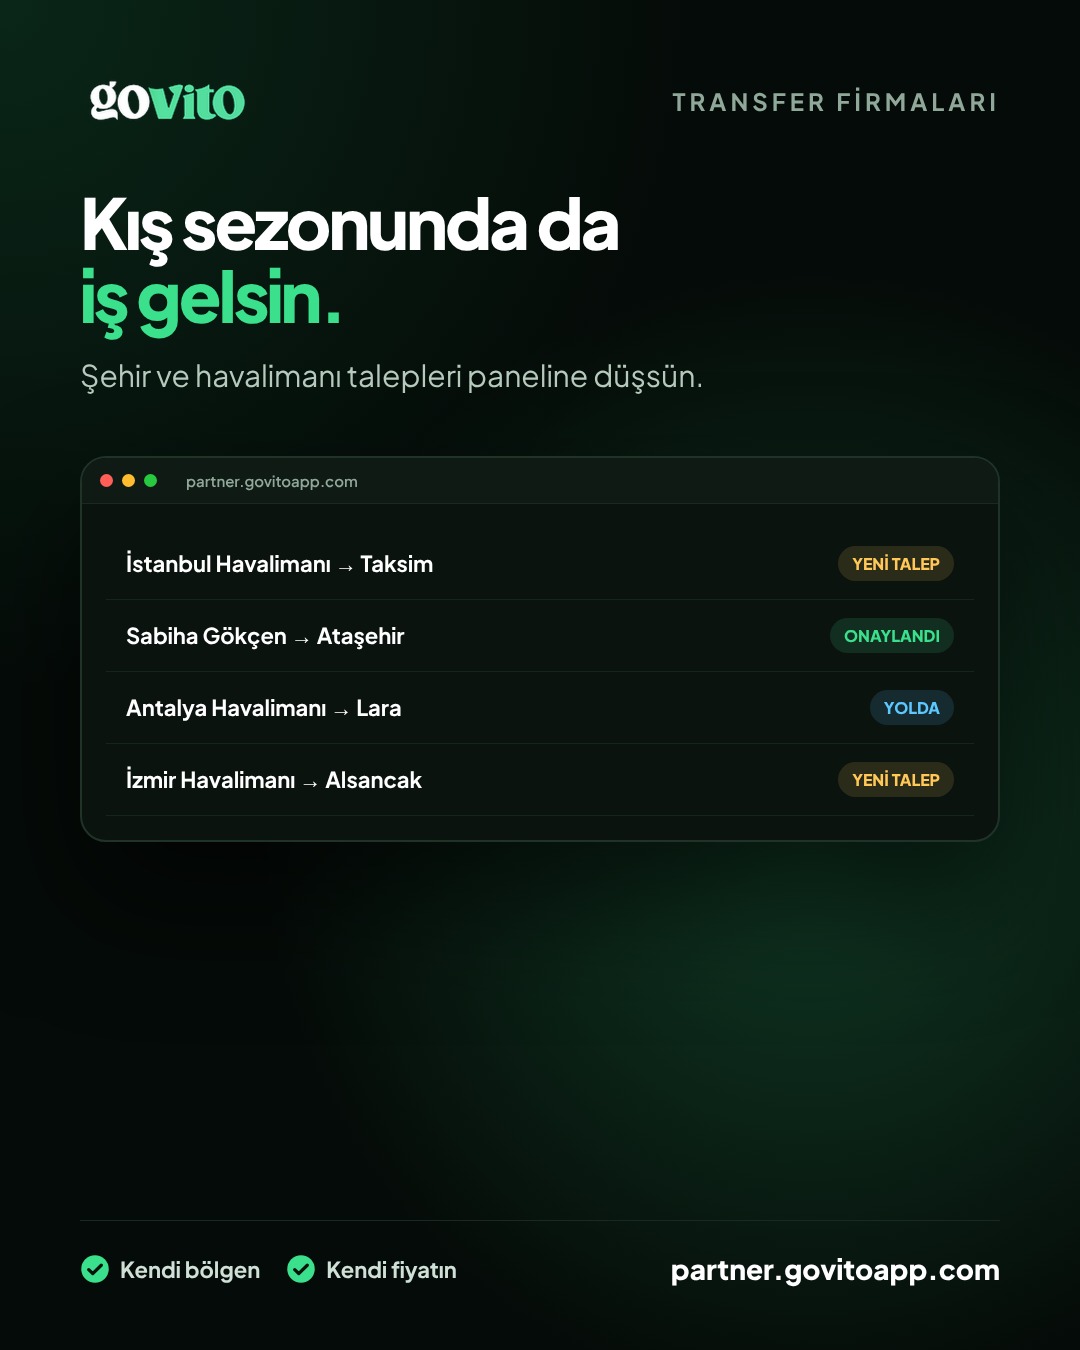 govito
TRANSFER FİRMALARI
Kış sezonunda da
iş gelsin.
Şehir ve havalimanı talepleri paneline düşsün.
partner.govitoapp.com
İstanbul Havalimanı → Taksim
YENİ TALEP
Sabiha Gökçen → Ataşehir
ONAYLANDI
Antalya Havalimanı → Lara
YOLDA
İzmir Havalimanı → Alsancak
YENİ TALEP
Kendi bölgen
Kendi fiyatın
partner.govitoapp.com